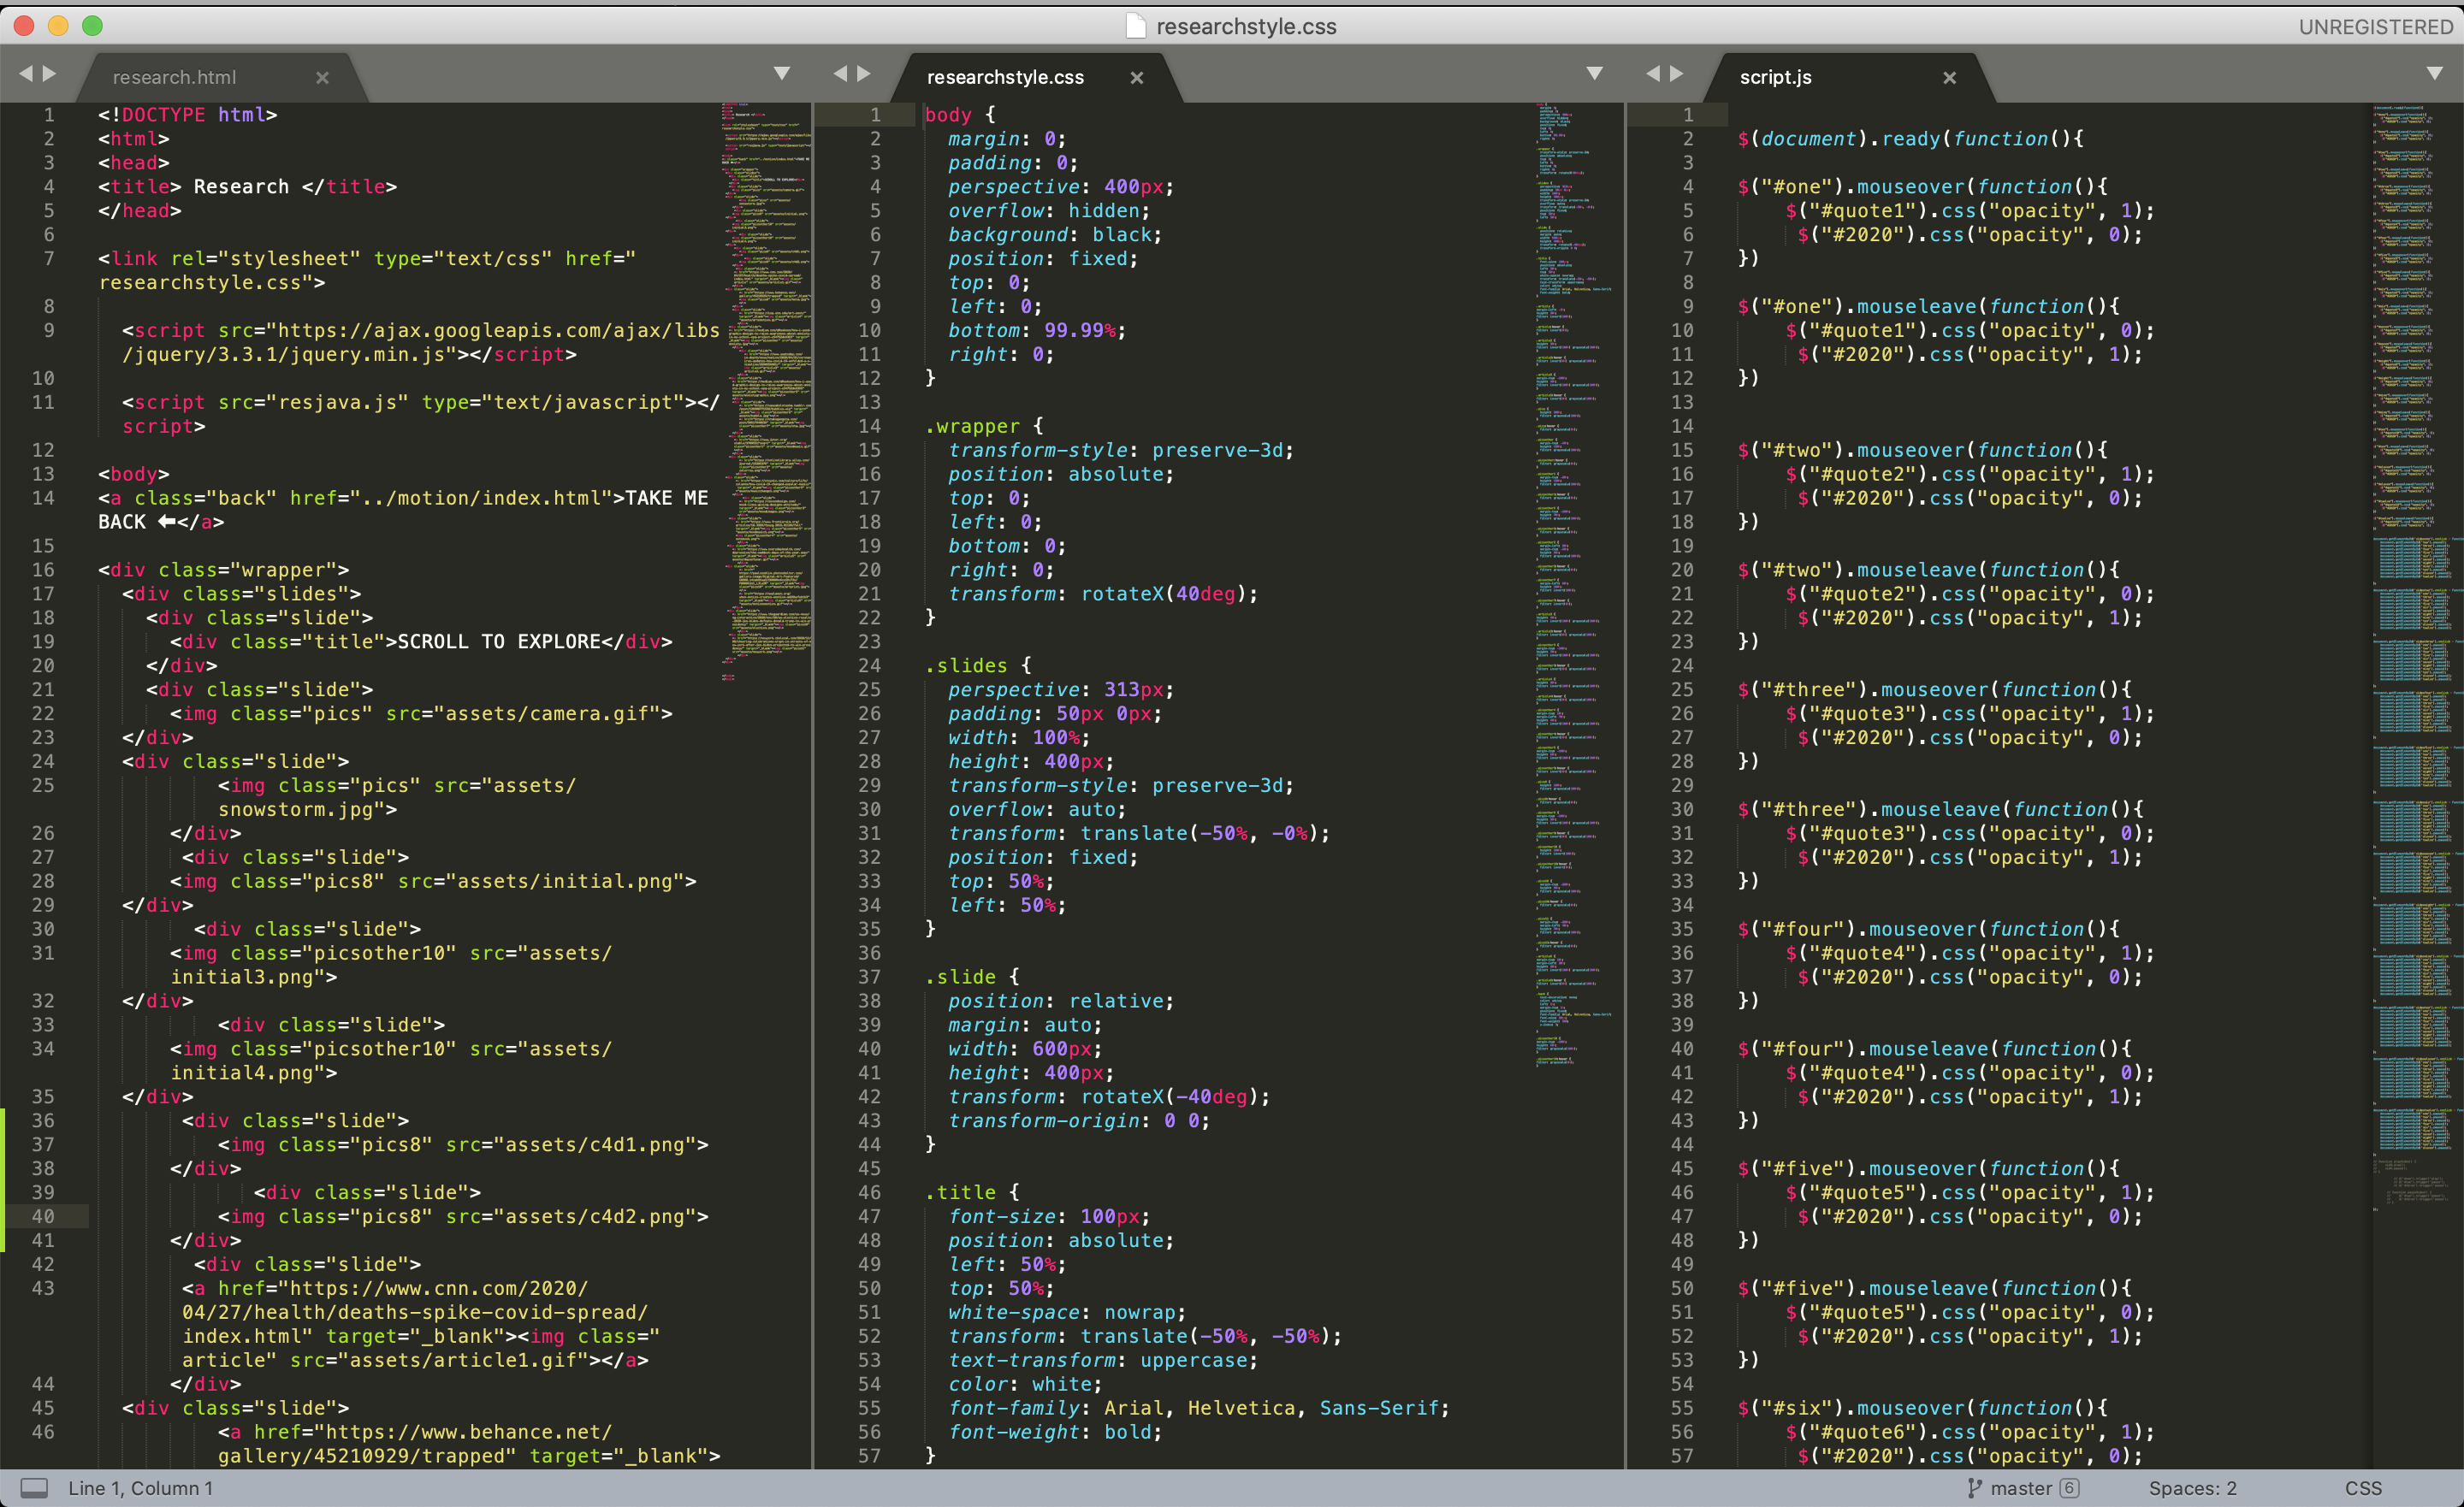 researchstyle.css
UNREGISTERED
research.html
1 <!DOCTYPE html>
2 <html>
3 <head>
4 <title> Research </title>
5 </head>
6
7 <link rel="stylesheet" type="text/css" href="
researchstyle.css">
8
9 <script src="https://ajax.googleapis.com/ajax/libs
/jquery/3.3.1/jquery.min.js"></script>
10
11 <script src="resjava.js" type="text/javascript"></
script>
12
13 <body>
14 <a class="back" href="../motion/index.html">TAKE ME
BACK ⬅</a>
15
16 <div class="wrapper">
17 <div class="slides">
18 <div class="slide">
19 <div class="title">SCROLL TO EXPLORE</div>
20 </div>
21 <div class="slide">
22 <img class="pics" src="assets/camera.gif">
23 </div>
24 <div class="slide">
25 <img class="pics" src="assets/
snowstorm.jpg">
26 </div>
27 <div class="slide">
28 <img class="pics8" src="assets/initial.png">
29 </div>
30 <div class="slide">
31 <img class="picsother10" src="assets/
initial3.png">
32 </div>
33 <div class="slide">
34 <img class="picsother10" src="assets/
initial4.png">
35 </div>
36 <div class="slide">
37 <img class="pics8" src="assets/c4d1.png">
38 </div>
39 <div class="slide">
40 <img class="pics8" src="assets/c4d2.png">
41 </div>
42 <div class="slide">
43 <a href="https://www.cnn.com/2020/
04/27/health/deaths-spike-covid-spread/
index.html" target="_blank"><img class="
article" src="assets/article1.gif"></a>
44 </div>
45 <div class="slide">
46 <a href="https://www.behance.net/
gallery/45210929/trapped" target="_blank">
researchstyle.css
1 body {
2 margin: 0;
3 padding: 0;
4 perspective: 400px;
5 overflow: hidden;
6 background: black;
7 position: fixed;
8 top: 0;
9 left: 0;
10 bottom: 99.99%;
11 right: 0;
12 }
13
14 .wrapper {
15 transform-style: preserve-3d;
16 position: absolute;
17 top: 0;
18 left: 0;
19 bottom: 0;
20 right: 0;
21 transform: rotateX(40deg);
22 }
23
24 .slides {
25 perspective: 313px;
26 padding: 50px 0px;
27 width: 100%;
28 height: 400px;
29 transform-style: preserve-3d;
30 overflow: auto;
31 transform: translate(-50%, -0%);
32 position: fixed;
33 top: 50%;
34 left: 50%;
35 }
36
37 .slide {
38 position: relative;
39 margin: auto;
40 width: 600px;
41 height: 400px;
42 transform: rotateX(-40deg);
43 transform-origin: 0 0;
44 }
45
46 .title {
47 font-size: 100px;
48 position: absolute;
49 left: 50%;
50 top: 50%;
51 white-space: nowrap;
52 transform: translate(-50%, -50%);
53 text-transform: uppercase;
54 color: white;
55 font-family: Arial, Helvetica, Sans-Serif;
56 font-weight: bold;
57 }
script.js
1
2 $(document).ready(function(){
3
4 $("#one").mouseover(function(){
5 $("#quote1").css("opacity", 1);
6 $("#2020").css("opacity", 0);
7 })
8
9 $("#one").mouseleave(function(){
10 $("#quote1").css("opacity", 0);
11 $("#2020").css("opacity", 1);
12 })
13
14
15 $("#two").mouseover(function(){
16 $("#quote2").css("opacity", 1);
17 $("#2020").css("opacity", 0);
18 })
19
20 $("#two").mouseleave(function(){
21 $("#quote2").css("opacity", 0);
22 $("#2020").css("opacity", 1);
23 })
24
25 $("#three").mouseover(function(){
26 $("#quote3").css("opacity", 1);
27 $("#2020").css("opacity", 0);
28 })
29
30 $("#three").mouseleave(function(){
31 $("#quote3").css("opacity", 0);
32 $("#2020").css("opacity", 1);
33 })
34
35 $("#four").mouseover(function(){
36 $("#quote4").css("opacity", 1);
37 $("#2020").css("opacity", 0);
38 })
39
40 $("#four").mouseleave(function(){
41 $("#quote4").css("opacity", 0);
42 $("#2020").css("opacity", 1);
43 })
44
45 $("#five").mouseover(function(){
46 $("#quote5").css("opacity", 1);
47 $("#2020").css("opacity", 0);
48 })
49
50 $("#five").mouseleave(function(){
51 $("#quote5").css("opacity", 0);
52 $("#2020").css("opacity", 1);
53 })
54
55 $("#six").mouseover(function(){
56 $("#quote6").css("opacity", 1);
57 $("#2020").css("opacity", 0);
Line 1, Column 1
master 6
Spaces: 2
CSS